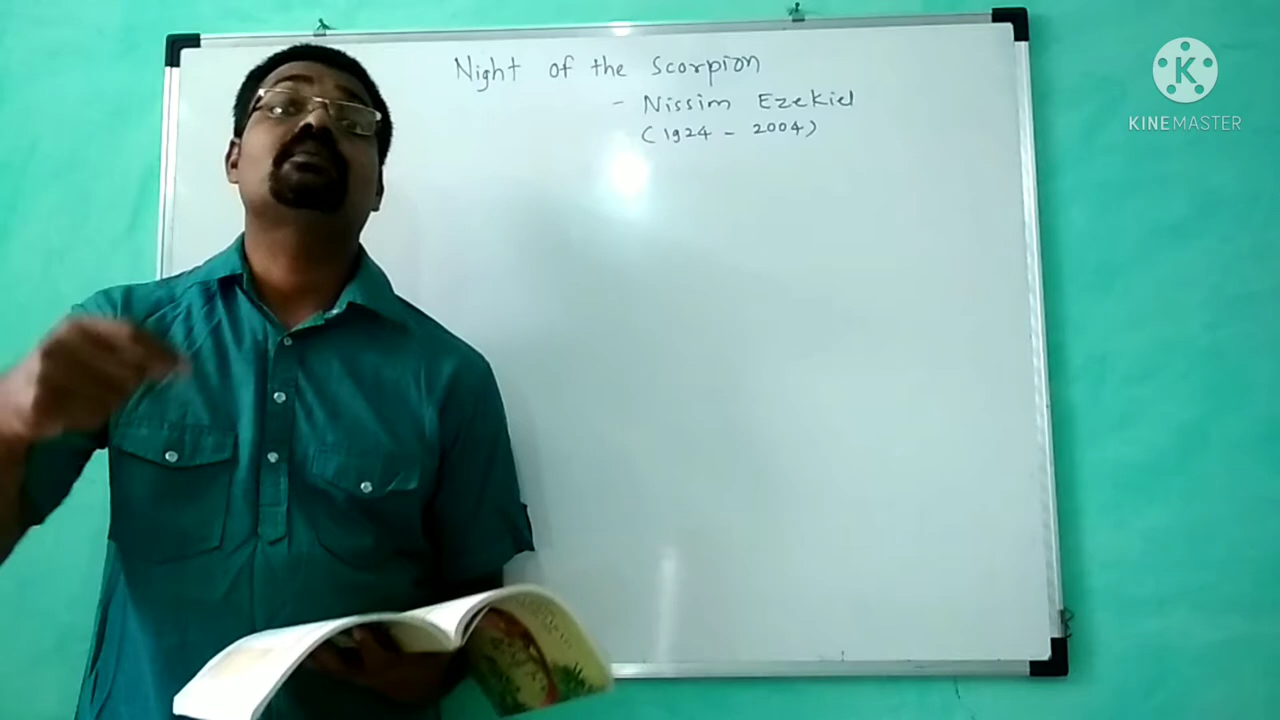 Night of the Scorpion
- Nissim Ezekiel
(1924 - 2004)
K
KINEMASTER